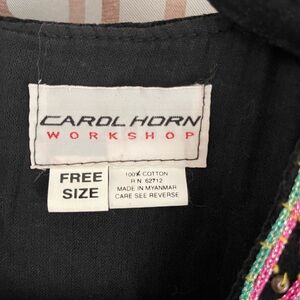 CAROL HORN
WORKSHOP
FREE
SIZE
100% COTTON
R N. 62712
MADE IN MYANMAR
CARE SEE REVERSE